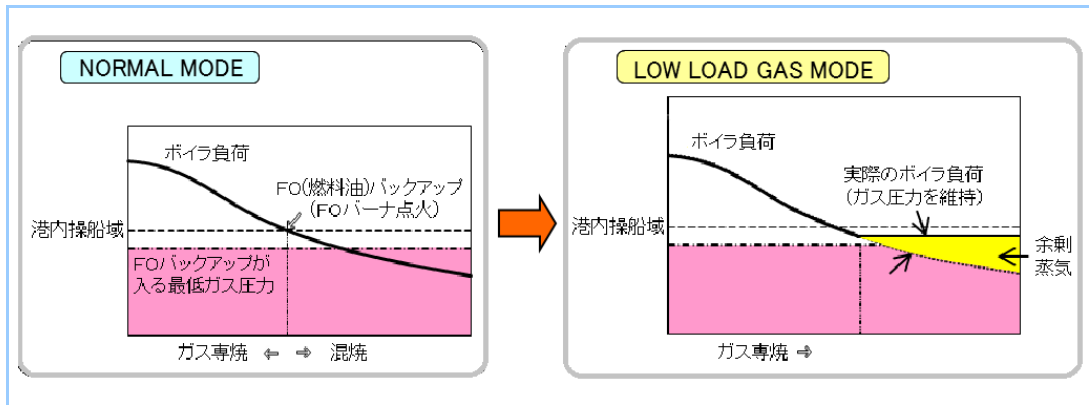 NORMAL MODE
ボイラ負荷
FO(燃料油)バックアップ
(FOバーナ点火)
港内操船域
FOバックアップが
入る最低ガス圧力
ガス専焼 ⇐ ⇒ 混焼
LOW LOAD GAS MODE
ボイラ負荷
実際のボイラ負荷
(ガス圧力を維持)
港内操船域
余剰
蒸気
ガス専焼 ⇒